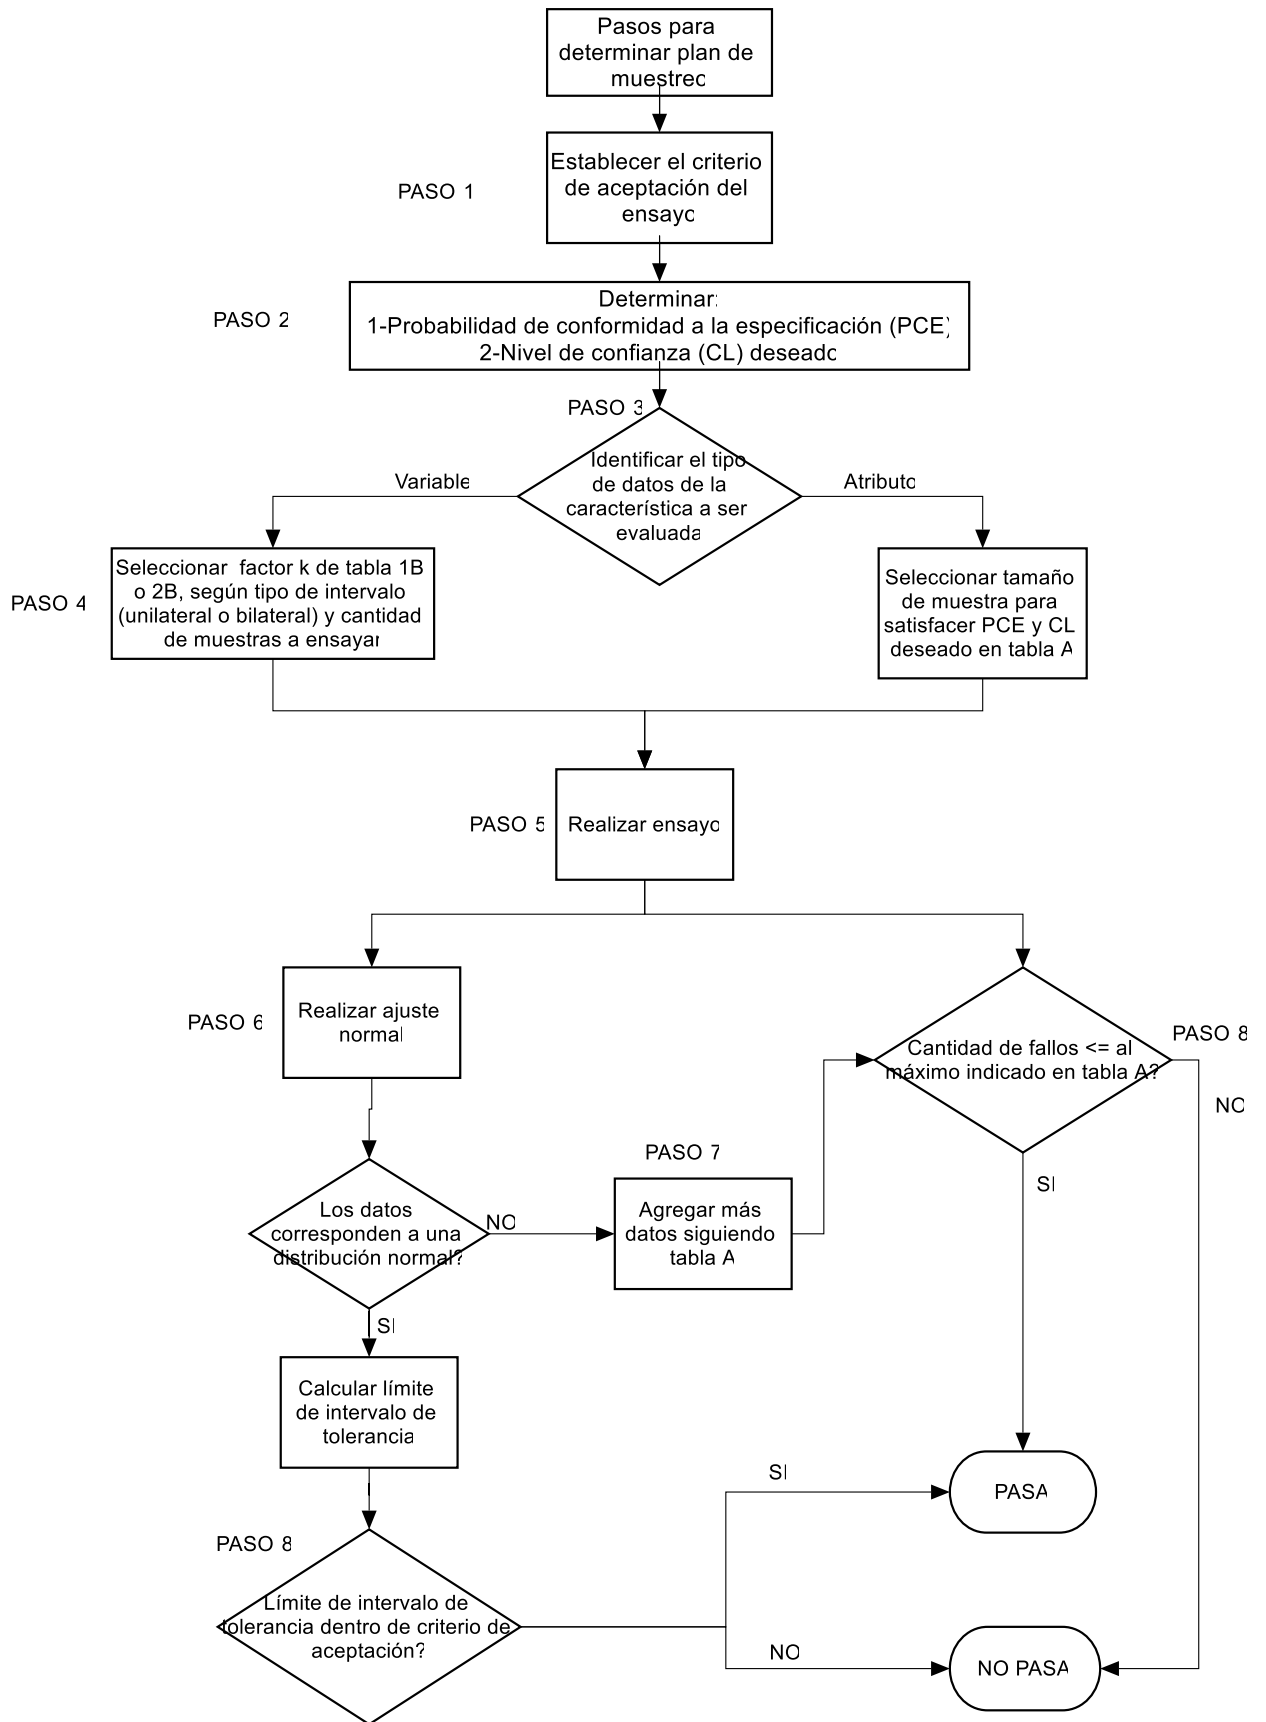 Pasos para
determinar plan de
muestreo
PASO 1
Establecer el criterio
de aceptación del
ensayo
PASO 2
Determinar:
1-Probabilidad de conformidad a la especificación (PCE)
2-Nivel de confianza (CL) deseado
PASO 3
Identificar el tipo
de datos de la
característica a ser
evaluada
Variable
Atributo
PASO 4
Seleccionar factor k de tabla 1B
o 2B, según tipo de intervalo
(unilateral o bilateral) y cantidad
de muestras a ensayar
Seleccionar tamaño
de muestra para
satisfacer PCE y CL
deseado en tabla A
PASO 5
Realizar ensayo
PASO 6
Realizar ajuste
normal
PASO 8
Cantidad de fallos <= al
máximo indicado en tabla A?
NO
SI
PASO 7
Agregar más
datos siguiendo
tabla A
Los datos
corresponden a una
distribución normal?
NO
SI
Calcular límite
de intervalo de
tolerancia
PASO 8
Límite de intervalo de
tolerancia dentro de criterio de
aceptación?
SI
PASA
NO
NO PASA